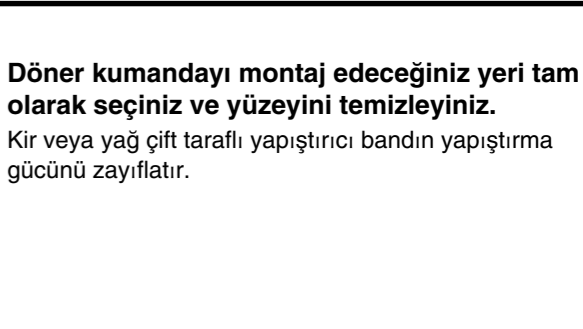 Döner kumandayı montaj edeceğiniz yeri tam
olarak seçiniz ve yüzeyini temizleyiniz.
Kir veya yağ çift taraflı yapıştırıcı bandın yapıştırma
gücünü zayıflatır.